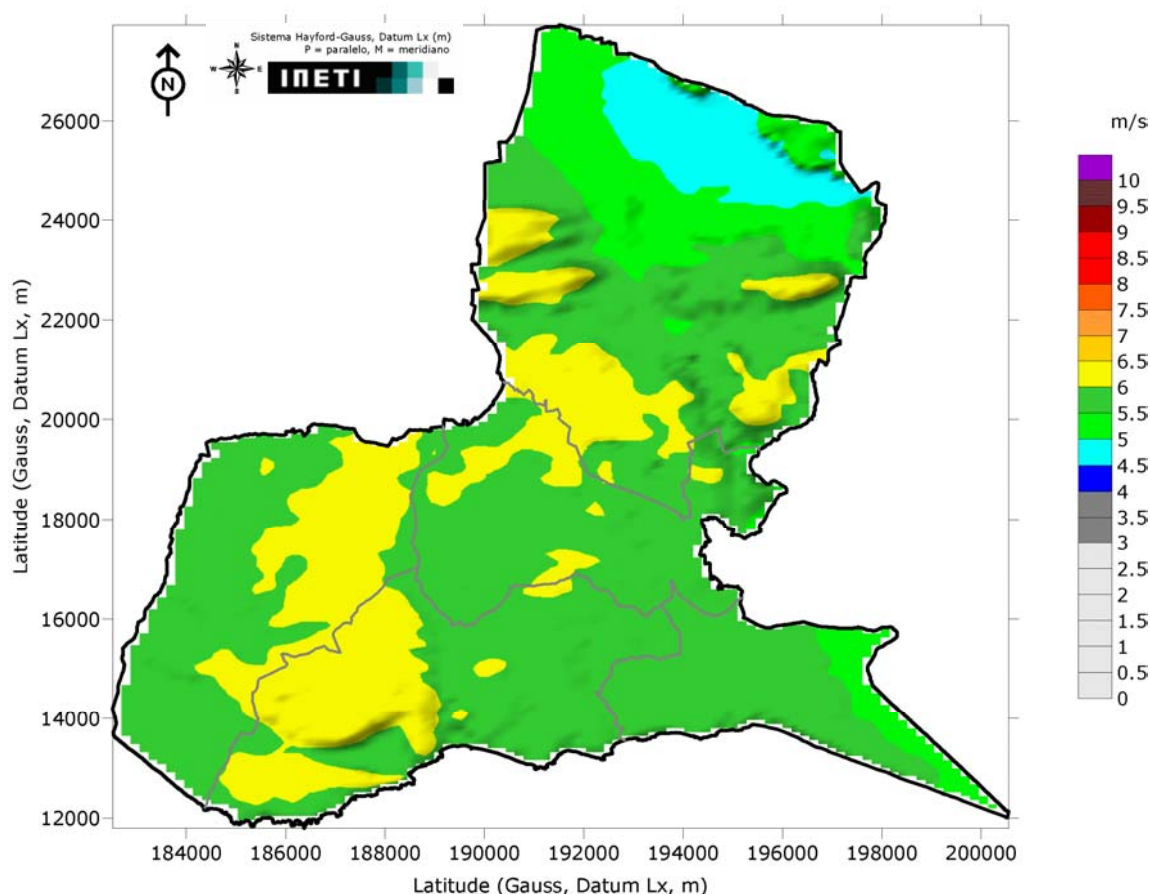 Sistema Hayford-Gauss, Datum Lx (m)
P = paralelo, M = meridiano
N
W E
S
INETI
N
m/s
10
9.5
9
8.5
8
7.5
7
6.5
6
5.5
5
4.5
4
3.5
3
2.5
2
1
0.5
0
26000
24000
22000
20000
18000
16000
14000
12000
Latitude (Gauss, Datum Lx, m)
184000 186000 188000 190000 192000 194000 196000 198000 200000
Latitude (Gauss, Datum Lx, m)